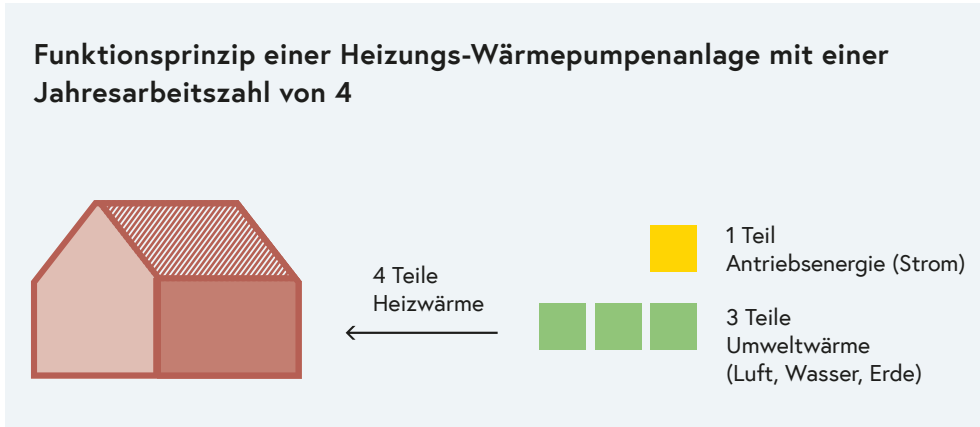 Funktionsprinzip einer Heizungs-Wärmepumpenanlage mit einer
Jahresarbeitszahl von 4
4 Teile
Heizwärme
1 Teil
Antriebsenergie (Strom)
3 Teile
Umweltwärme
(Luft, Wasser, Erde)